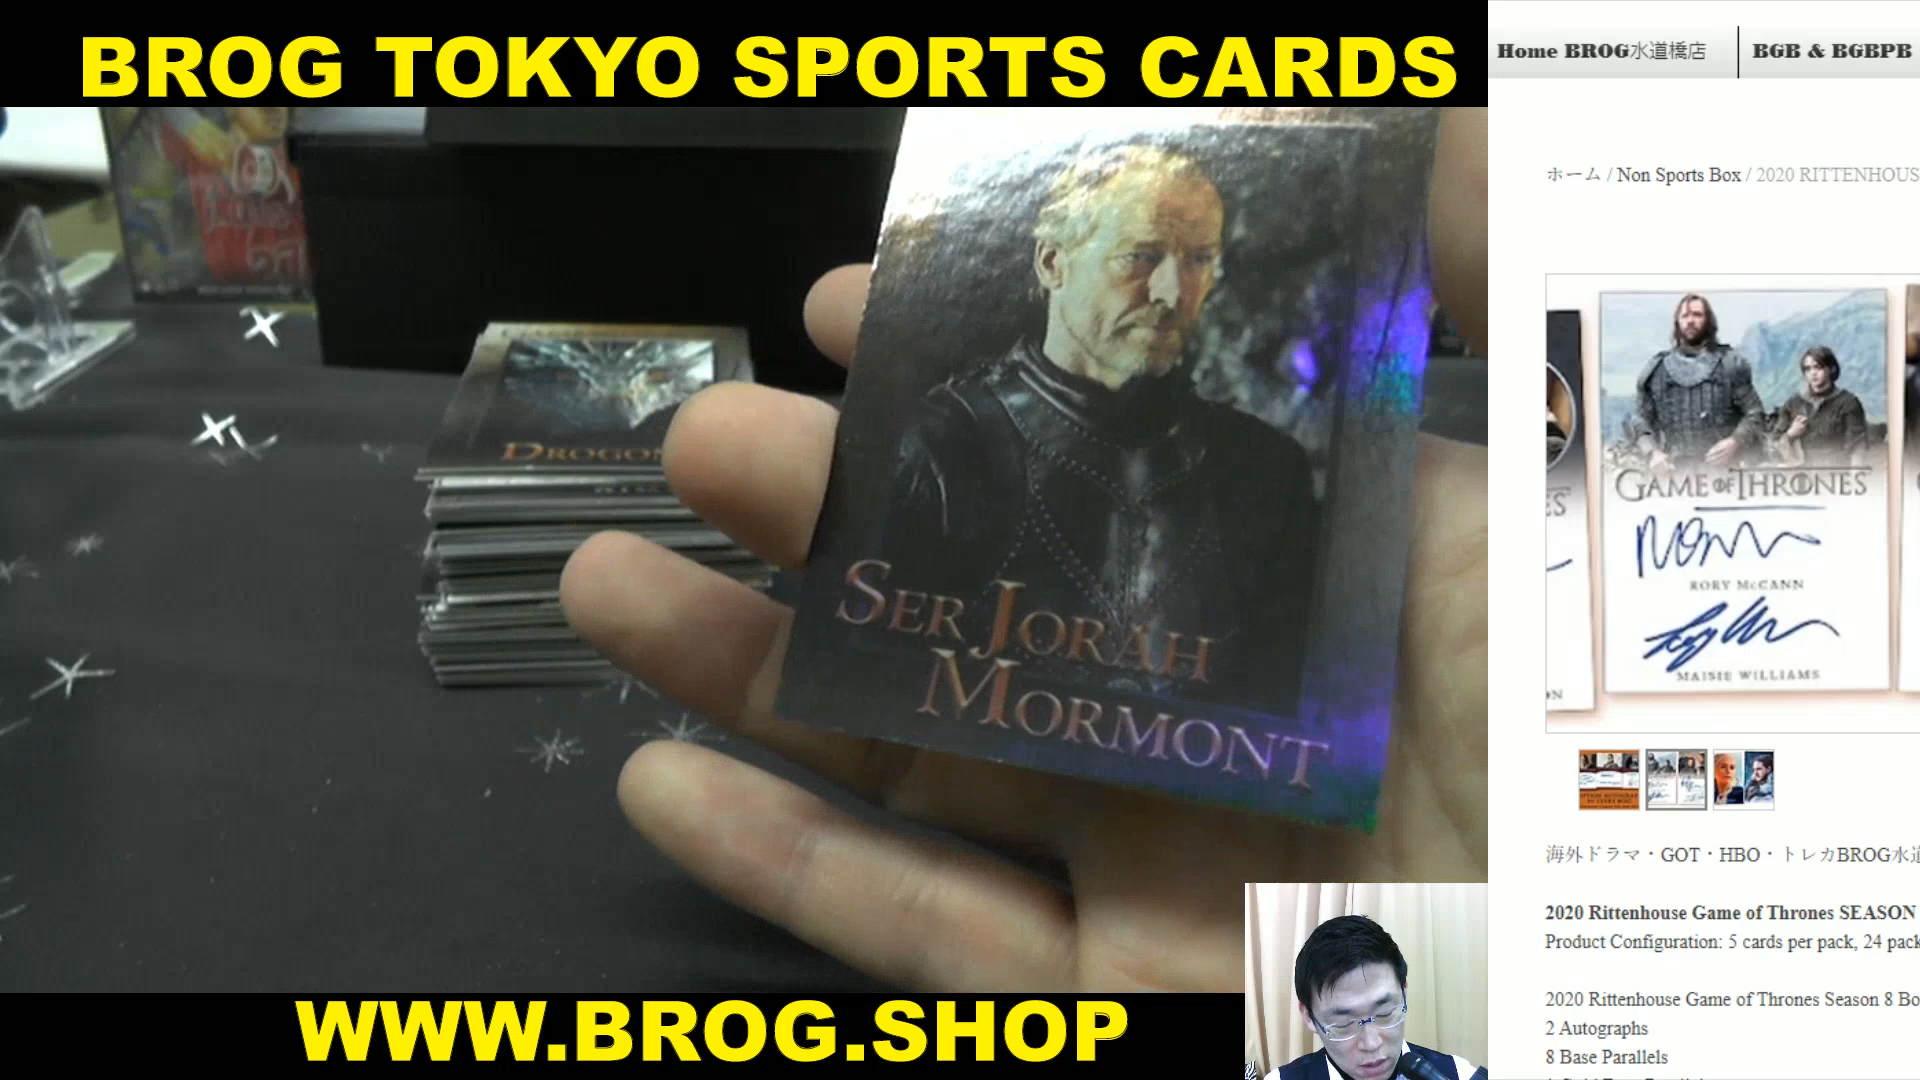 BROG TOKYO SPORTS CARDS
DROGON
SER JORAH
MORMONT
WWW.BROG.SHOP
Home BROG水道橋店
BGB & BGBPB
ホーム / Non Sports Box / 2020 RITTENHOUS
GAME OF THRONES
RORY McCANN
MAISIE WILLIAMS
海外ドラマ・GOT・HBO・トレカBROG水道
2020 Rittenhouse Game of Thrones SEASON
Product Configuration: 5 cards per pack, 24 pack
2020 Rittenhouse Game of Thrones Season 8 Bo
2 Autographs
8 Base Parallels